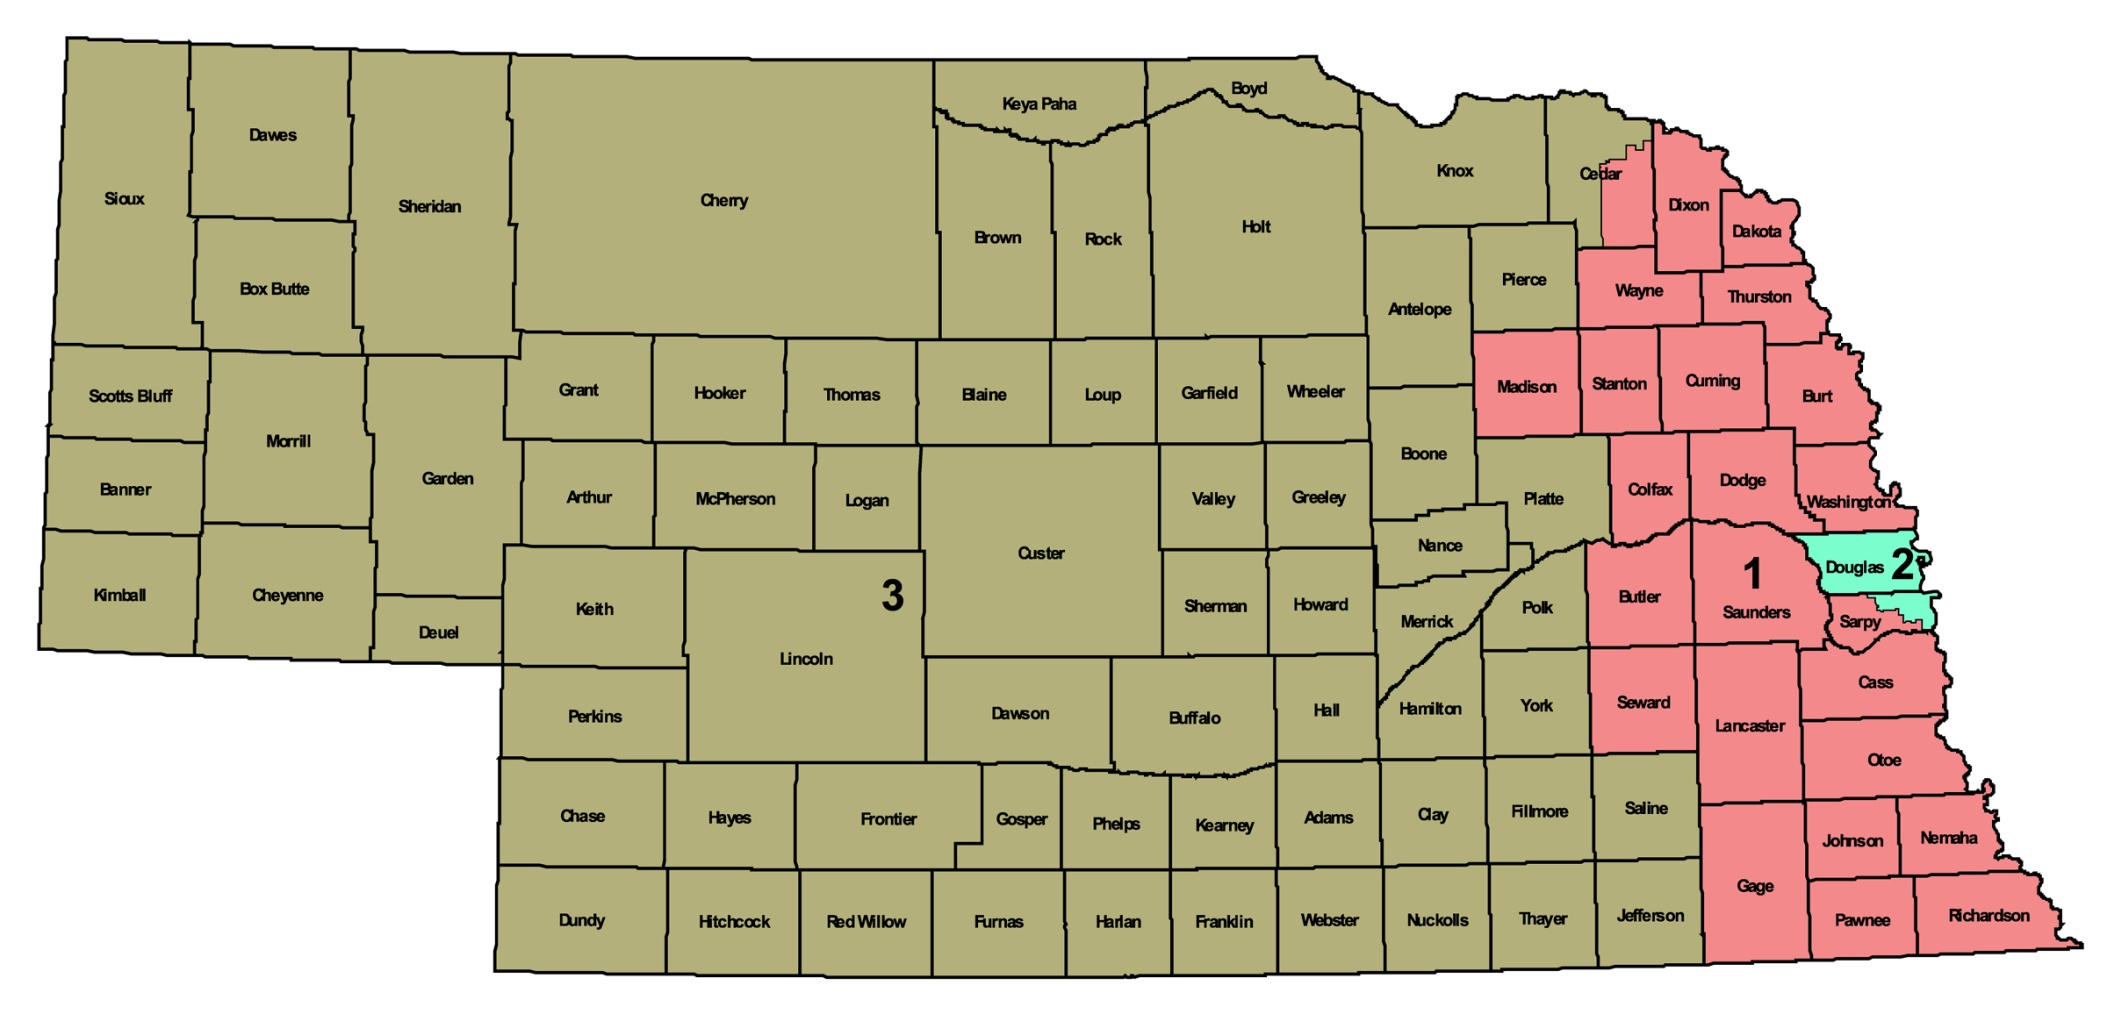 Boyd
Keya Paha
Dawes
Knox
Cedar
Sioux
Cherry
Sheridan
Dixon
Holt
Dakota
Brown
Rock
Pierce
Box Butte
Wayne
Thurston
Antelope
Madison
Stanton
Cuming
Scotts Bluff
Grant
Hooker
Thomas
Blaine
Loup
Garfield
Wheeler
Burt
Morrill
Boone
Garden
Banner
Arthur
McPherson
Logan
Valley
Greeley
Platte
Colfax
Dodge
Washington
Custer
Nance
Douglas
2
1
Kimball
Cheyenne
Keith
3
Sherman
Howard
Merrick
Polk
Butler
Saunders
Sarpy
Deuel
Lincoln
Cass
Perkins
Dawson
Buffalo
Hall
Hamilton
York
Seward
Lancaster
Otoe
Chase
Hayes
Frontier
Gosper
Phelps
Kearney
Adams
Clay
Fillmore
Saline
Johnson
Nemaha
Gage
Dundy
Hitchcock
Red Willow
Furnas
Harlan
Franklin
Webster
Nuckolls
Thayer
Jefferson
Pawnee
Richardson